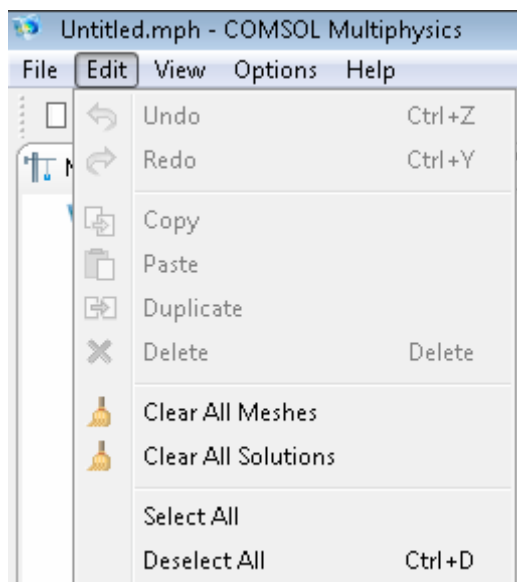 Untitled.mph - COMSOL Multiphysics
File Edit View Options Help
Undo Ctrl+Z
Redo Ctrl+Y
Copy
Paste
Duplicate
Delete Delete
Clear All Meshes
Clear All Solutions
Select All
Deselect All Ctrl+D